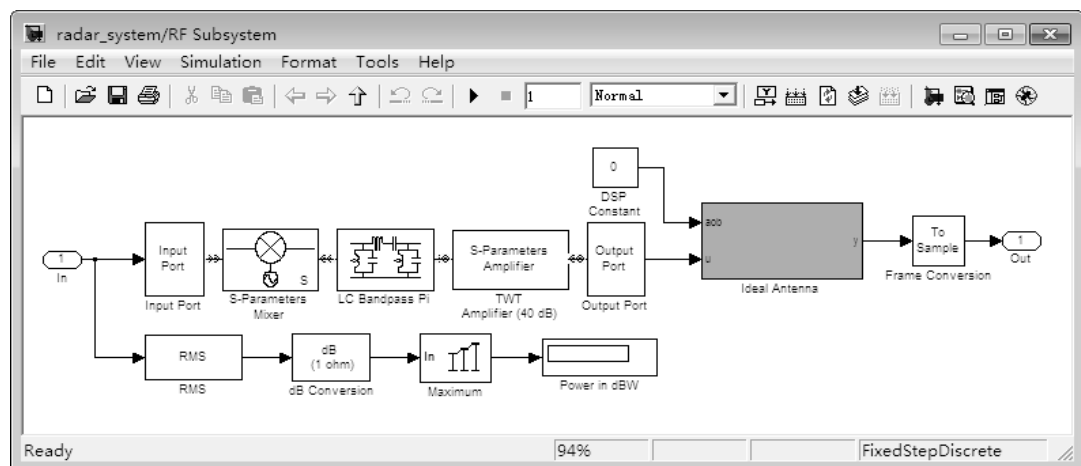 radar_system/RF Subsystem
File Edit View Simulation Format Tools Help
1 Normal
0
DSP
Constant
1
In
Input
Port
Input Port
S
S-Parameters
Mixer
LC Bandpass Pi
S-Parameters
Amplifier
TWT
Amplifier (40 dB)
Output
Port
Output Port
aob
u
y
Ideal Antenna
To
Sample
Frame Conversion
1
Out
RMS
RMS
dB
(1 ohm)
dB Conversion
In
Maximum
Power in dBW
Ready 94% FixedStepDiscrete